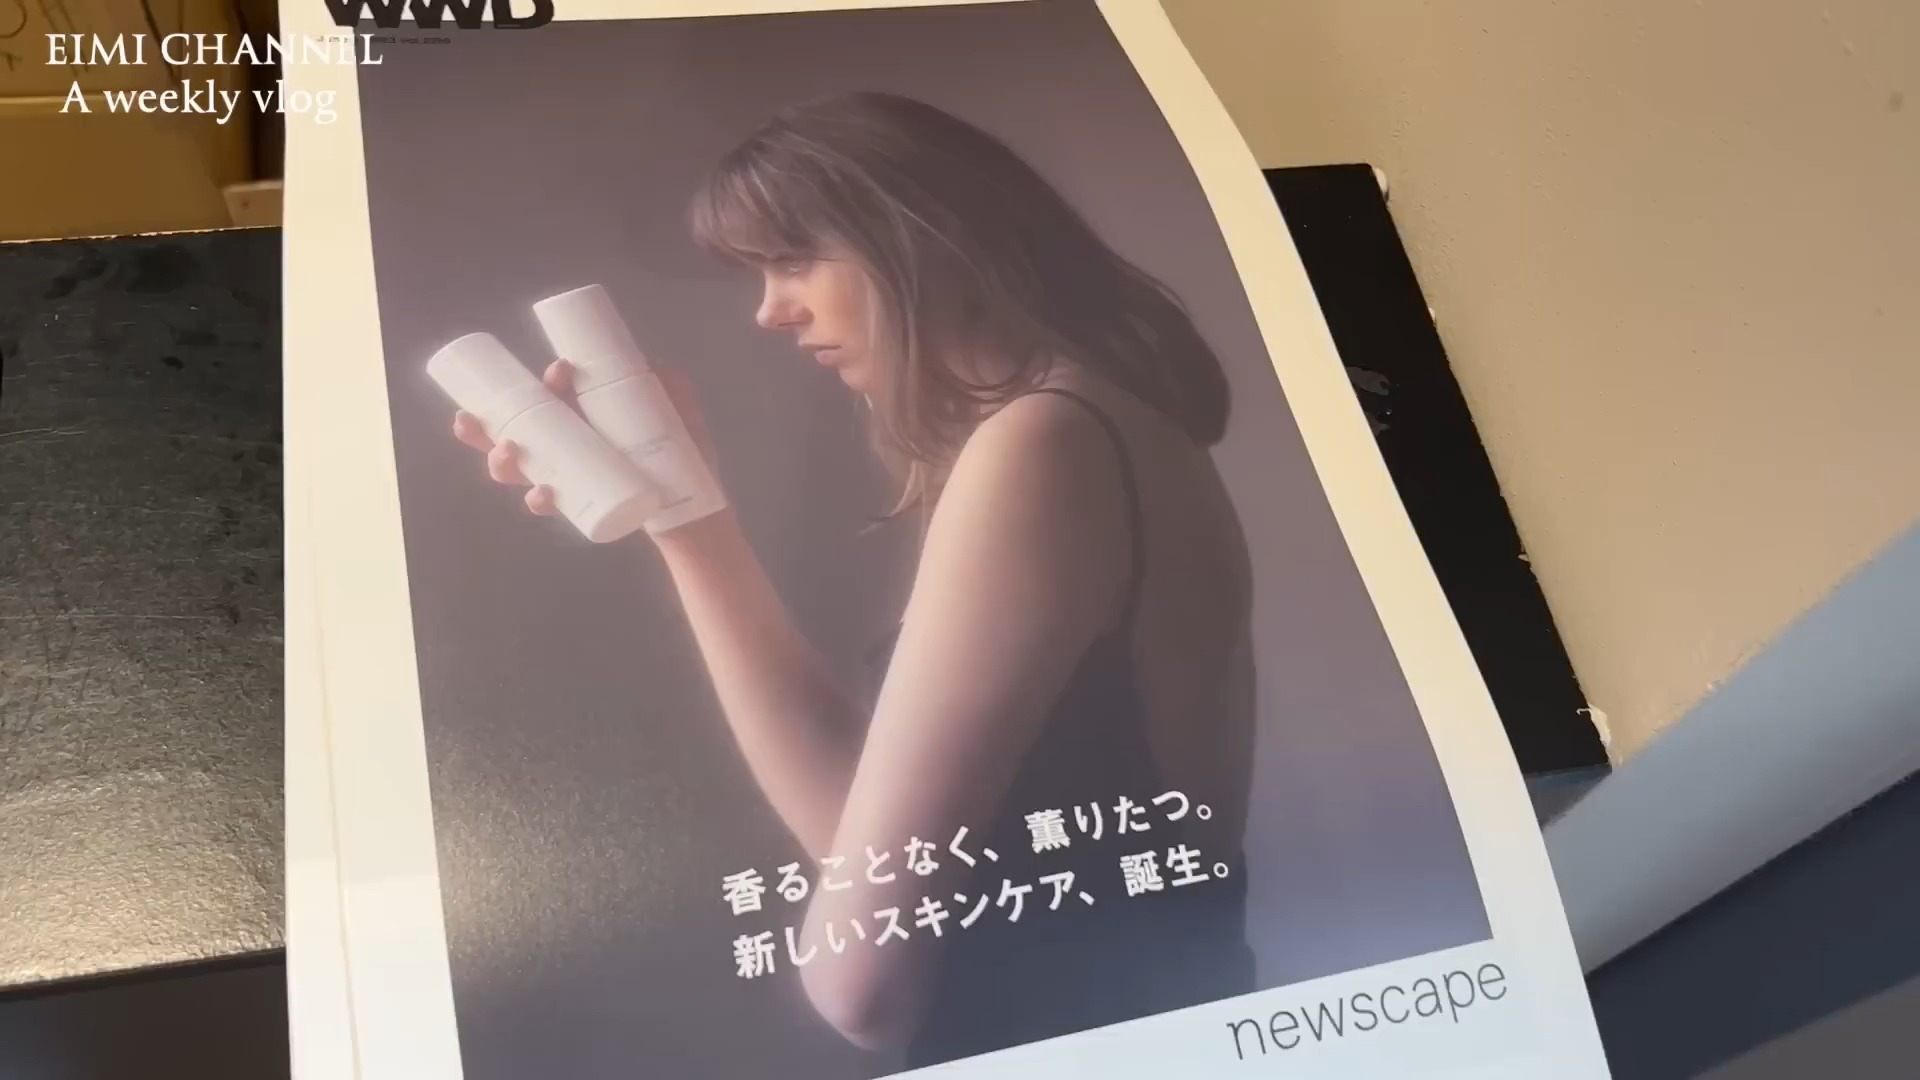 WWD
EIMI CHANNEL
A weekly vlog
香ることなく、薫りたつ。
新しいスキンケア、誕生。
newscape